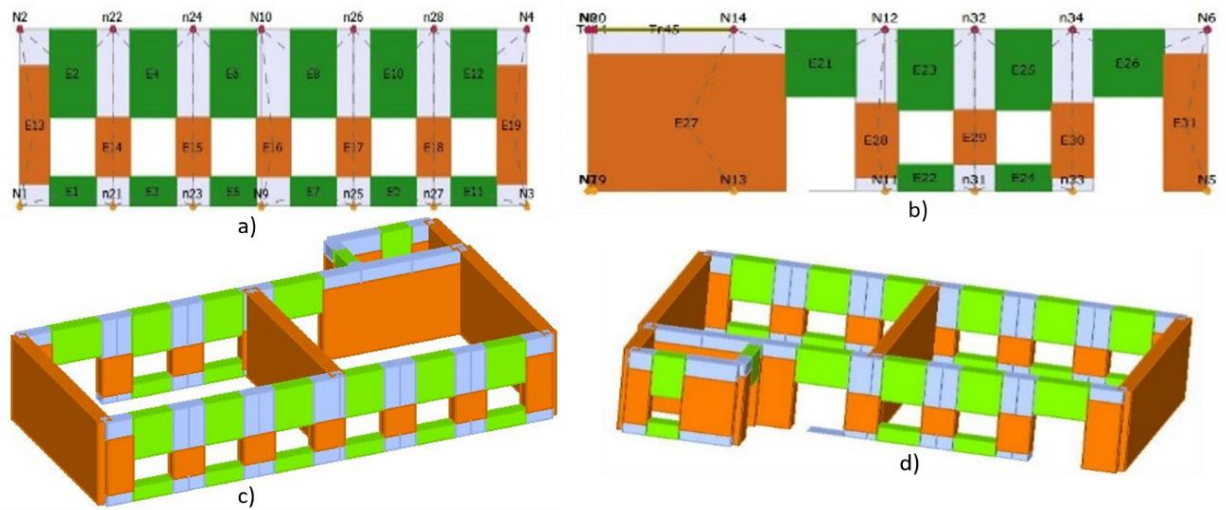 N2 n22 n24 N10 n26 n28 N4
E2 E4 E6 E8 E10 E12
E13 E14 E15 E16 E17 E18 E19
N1 E1 n21 E3 n23 E5 N9 E7 n25 E9 n27 E11 N3
a)
N14 N12 n32 n34 N6
Tr45
E21 E23 E25 E26
E27 E28 E29 E30 E31
N13 N11 E22 n31 E24 n33 N5
b)
c)
d)